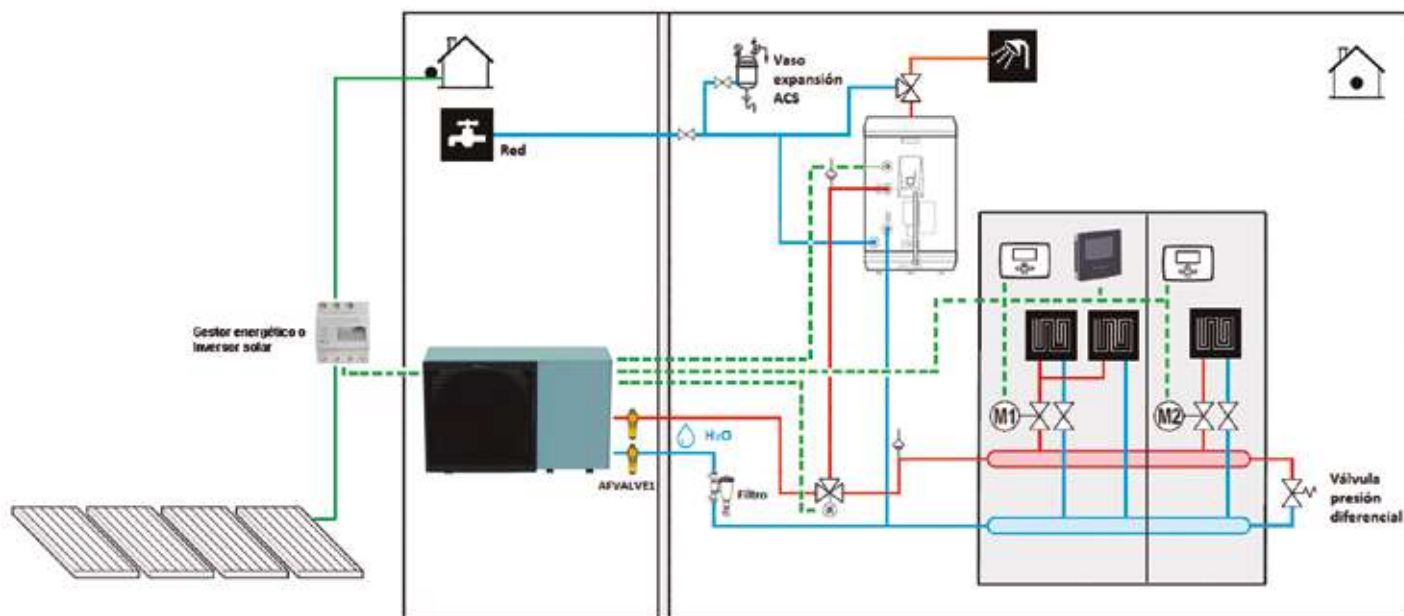 Vaso
expansión
ACS
Red
Gestor energético o
Inversor solar
H₂O
AFVALVE1
Filtro
M1
M2
Válvula
presión
diferencial